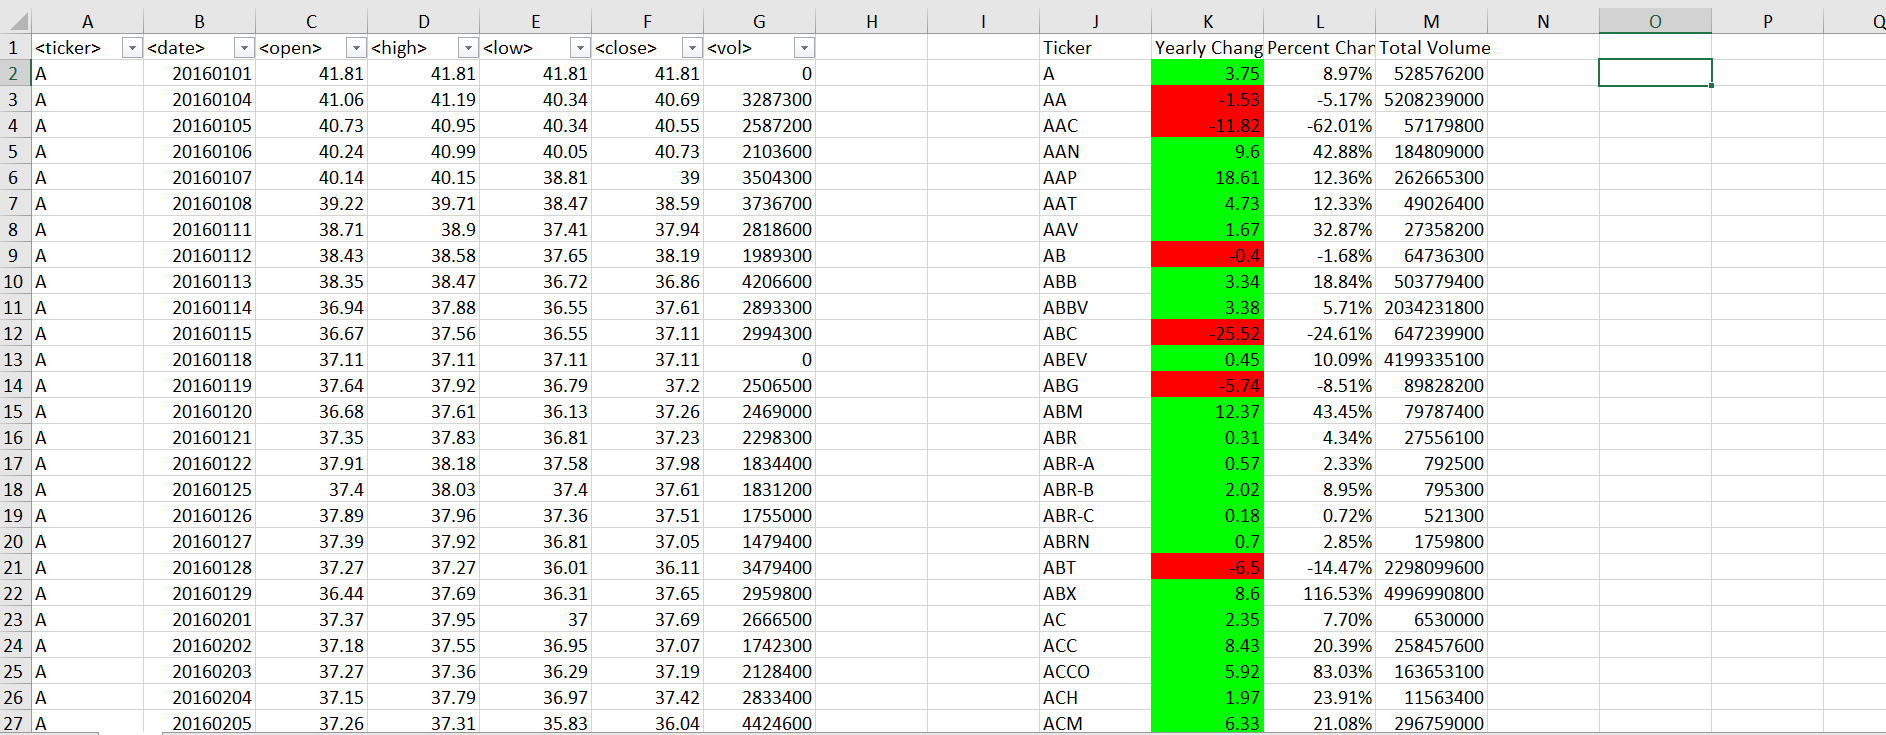 A B C D E F G H I J K L M N O P Q
1 <ticker> <date> <open> <high> <low> <close> <vol> Ticker Yearly Chang Percent Chan Total Volume
2 A 20160101 41.81 41.81 41.81 41.81 0 A 3.75 8.97% 528576200
3 A 20160104 41.06 41.19 40.34 40.69 3287300 AA -1.53 -5.17% 5208239000
4 A 20160105 40.73 40.95 40.34 40.55 2587200 AAC -11.82 -62.01% 57179800
5 A 20160106 40.24 40.99 40.05 40.73 2103600 AAN 9.6 42.88% 184809000
6 A 20160107 40.14 40.15 38.81 39 3504300 AAP 18.61 12.36% 262665300
7 A 20160108 39.22 39.71 38.47 38.59 3736700 AAT 4.73 12.33% 49026400
8 A 20160111 38.71 38.9 37.41 37.94 2818600 AAV 1.67 32.87% 27358200
9 A 20160112 38.43 38.58 37.65 38.19 1989300 AB -0.4 -1.68% 64736300
10 A 20160113 38.35 38.47 36.72 36.86 4206600 ABB 3.34 18.84% 503779400
11 A 20160114 36.94 37.88 36.55 37.61 2893300 ABBV 3.38 5.71% 2034231800
12 A 20160115 36.67 37.56 36.55 37.11 2994300 ABC -25.52 -24.61% 647239900
13 A 20160118 37.11 37.11 37.11 37.11 0 ABEV 0.45 10.09% 4199335100
14 A 20160119 37.64 37.92 36.79 37.2 2506500 ABG -5.74 -8.51% 89828200
15 A 20160120 36.68 37.61 36.13 37.26 2469000 ABM 12.37 43.45% 79787400
16 A 20160121 37.35 37.83 36.81 37.23 2298300 ABR 0.31 4.34% 27556100
17 A 20160122 37.91 38.18 37.58 37.98 1834400 ABR-A 0.57 2.33% 792500
18 A 20160125 37.4 38.03 37.4 37.61 1831200 ABR-B 2.02 8.95% 795300
19 A 20160126 37.89 37.96 37.36 37.51 1755000 ABR-C 0.18 0.72% 521300
20 A 20160127 37.39 37.92 36.81 37.05 1479400 ABRN 0.7 2.85% 1759800
21 A 20160128 37.27 37.27 36.01 36.11 3479400 ABT -6.5 -14.47% 2298099600
22 A 20160129 36.44 37.69 36.31 37.65 2959800 ABX 8.6 116.53% 4996990800
23 A 20160201 37.37 37.95 37 37.69 2666500 AC 2.35 7.70% 6530000
24 A 20160202 37.18 37.55 36.95 37.07 1742300 ACC 8.43 20.39% 258457600
25 A 20160203 37.27 37.36 36.29 37.19 2128400 ACCO 5.92 83.03% 163653100
26 A 20160204 37.15 37.79 36.97 37.42 2833400 ACH 1.97 23.91% 11563400
27 A 20160205 37.26 37.31 35.83 36.04 4424600 ACM 6.33 21.08% 296759000